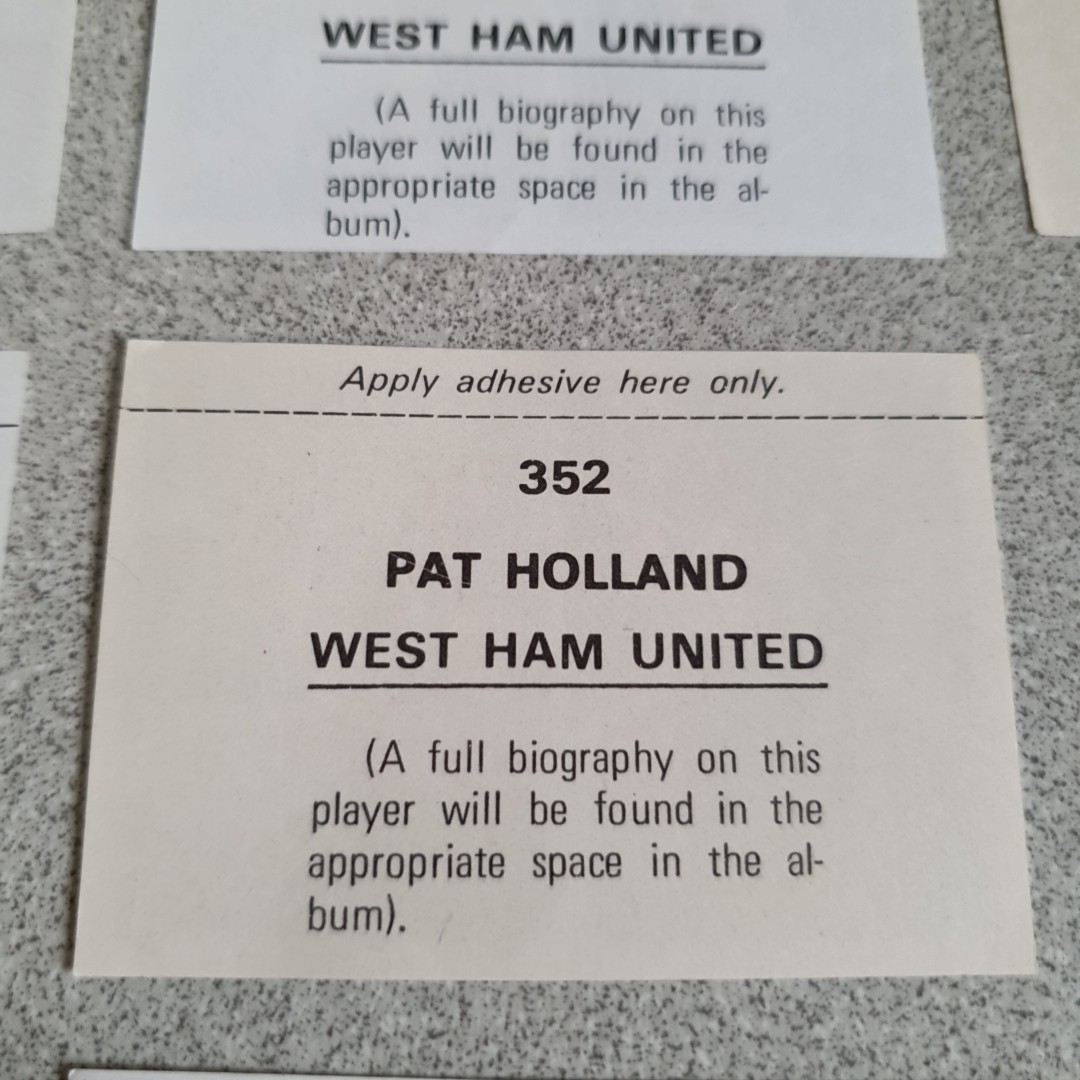 WEST HAM UNITED
(A full biography on this
player will be found in the
appropriate space in the al-
bum).
Apply adhesive here only.
352
PAT HOLLAND
WEST HAM UNITED
(A full biography on this
player will be found in the
appropriate space in the al-
bum).